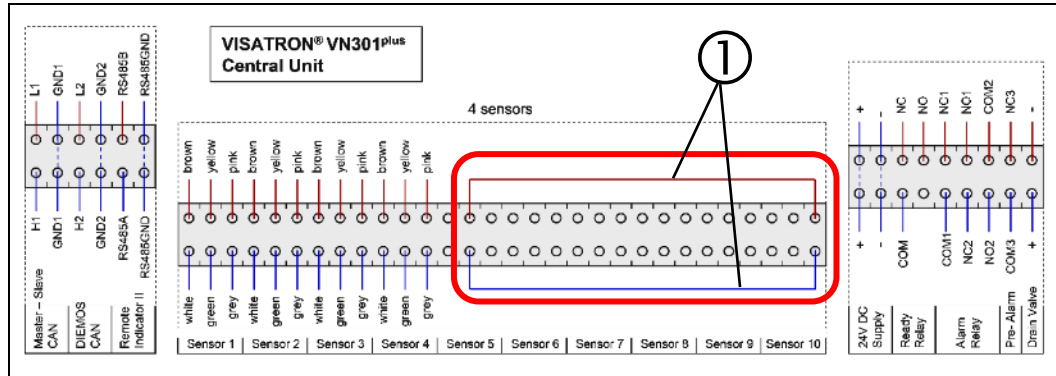 VISATRON® VN301plus
Central Unit
①
4 sensors
L1 GND1 L2 GND2 RS485B RS485GND
H1 GND1 H2 GND2 RS485A RS485GND
Master – Slave CAN
DIEMOS CAN
Remote Indicator II
brown yellow pink brown yellow pink brown yellow pink brown yellow pink
white green grey white green grey white green grey white green grey
Sensor 1 Sensor 2 Sensor 3 Sensor 4 Sensor 5 Sensor 6 Sensor 7 Sensor 8 Sensor 9 Sensor 10
+ - NC NO NC1 NO1 COM2 NC3 -
+ - COM COM1 NC2 NO2 COM3 +
24V DC Supply
Ready Relay
Alarm Relay
Pre- Alarm
Drain Valve